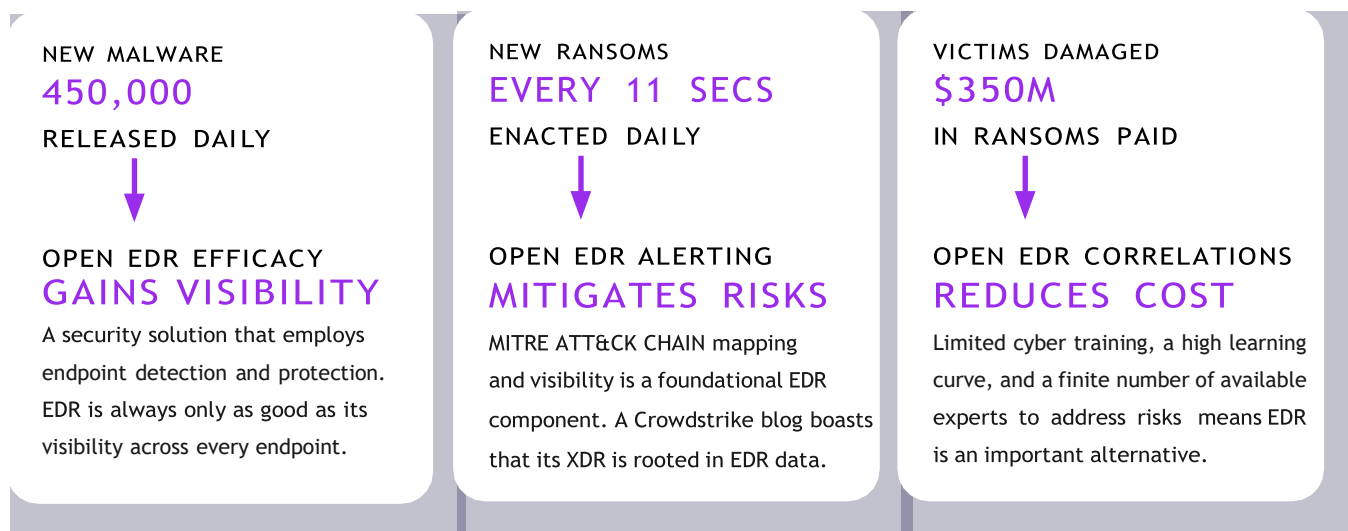 NEW MALWARE
450,000
RELEASED DAILY
OPEN EDR EFFICACY
GAINS VISIBILITY
A security solution that employs
endpoint detection and protection.
EDR is always only as good as its
visibility across every endpoint.
NEW RANSOMS
EVERY 11 SECS
ENACTED DAILY
OPEN EDR ALERTING
MITIGATES RISKS
MITRE ATT&CK CHAIN mapping
and visibility is a foundational EDR
component. A Crowdstrike blog boasts
that its XDR is rooted in EDR data.
VICTIMS DAMAGED
$350M
IN RANSOMS PAID
OPEN EDR CORRELATIONS
REDUCES COST
Limited cyber training, a high learning
curve, and a finite number of available
experts to address risks means EDR
is an important alternative.